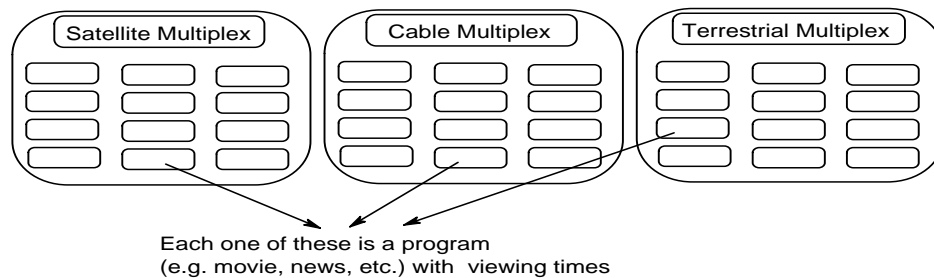 Satellite Multiplex
Cable Multiplex
Terrestrial Multiplex
Each one of these is a program
(e.g. movie, news, etc.) with viewing times